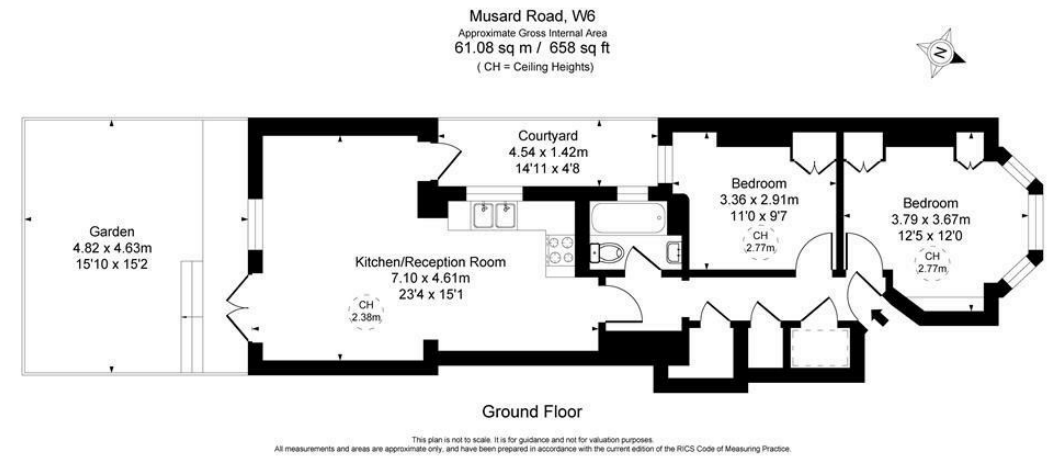 Musard Road, W6
Approximate Gross Internal Area
61.08 sq m / 658 sq ft
( CH = Ceiling Heights)
N
Courtyard
4.54 x 1.42m
14'11 x 4'8
Bedroom
3.36 x 2.91m
11'0 x 9'7
CH
2.77m
Bedroom
3.79 x 3.67m
12'5 x 12'0
CH
2.77m
Garden
4.82 x 4.63m
15'10 x 15'2
Kitchen/Reception Room
7.10 x 4.61m
23'4 x 15'1
CH
2.38m
Ground Floor
This plan is not to scale. It is for guidance and not for valuation purposes.
All measurements and areas are approximate only, and have been prepared in accordance with the current edition of the RICS Code of Measuring Practice.